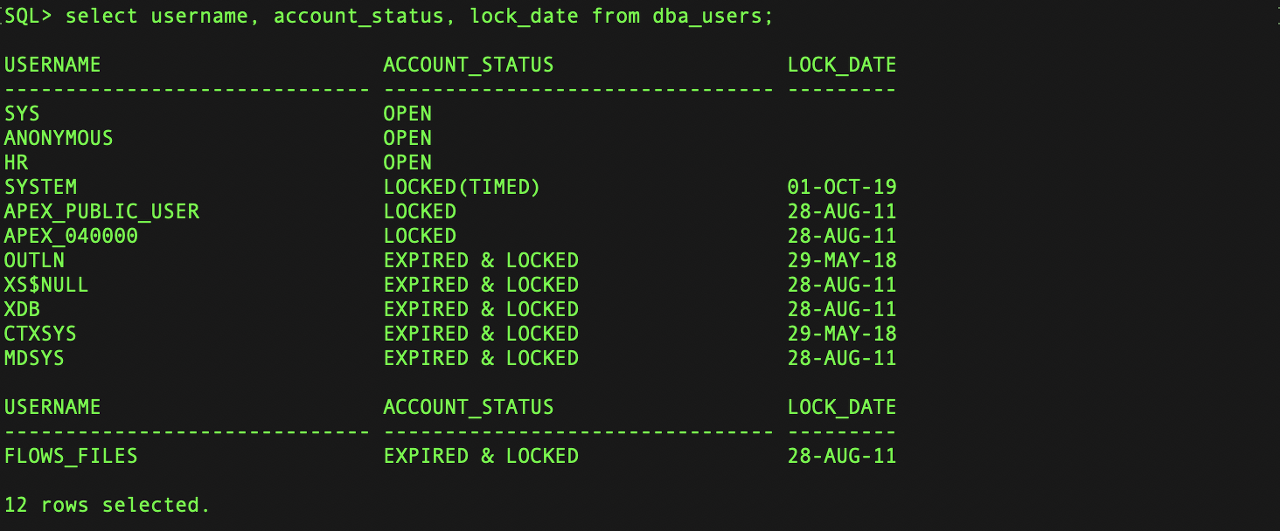 SQL> select username, account_status, lock_date from dba_users;
USERNAME                       ACCOUNT_STATUS                   LOCK_DATE
------------------------------ -------------------------------- ---------
SYS                            OPEN
ANONYMOUS                      OPEN
HR                             OPEN
SYSTEM                         LOCKED(TIMED)                    01-OCT-19
APEX_PUBLIC_USER               LOCKED                           28-AUG-11
APEX_040000                    LOCKED                           28-AUG-11
OUTLN                          EXPIRED & LOCKED                 29-MAY-18
XS$NULL                        EXPIRED & LOCKED                 28-AUG-11
XDB                            EXPIRED & LOCKED                 28-AUG-11
CTXSYS                         EXPIRED & LOCKED                 29-MAY-18
MDSYS                          EXPIRED & LOCKED                 28-AUG-11
USERNAME                       ACCOUNT_STATUS                   LOCK_DATE
------------------------------ -------------------------------- ---------
FLOWS_FILES                    EXPIRED & LOCKED                 28-AUG-11
12 rows selected.